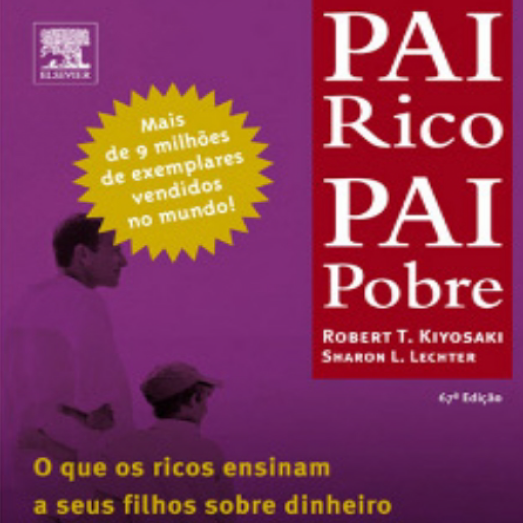 ELSEVIER
PAI
Rico
PAI
Pobre
ROBERT T. KIYOSAKI
SHARON L. LECHTER
67ª Edição
Mais
de 9 milhões
de exemplares
vendidos
no mundo!
O que os ricos ensinam
a seus filhos sobre dinheiro